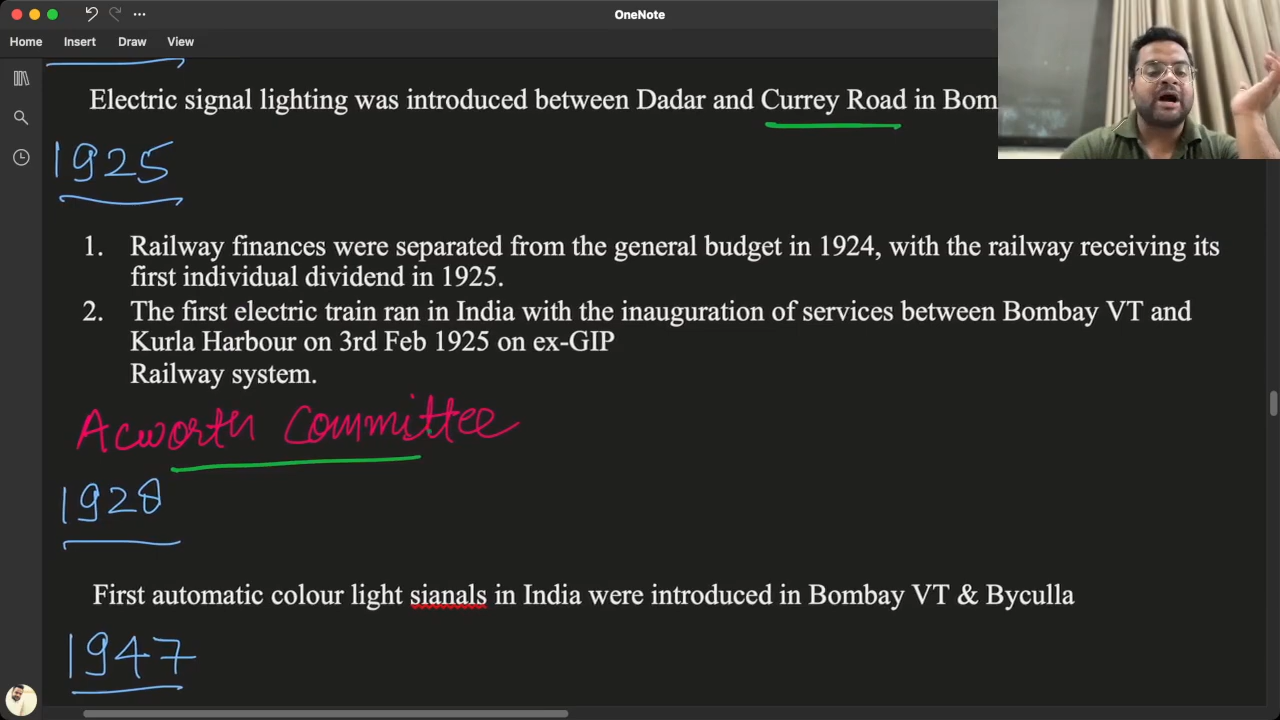 OneNote
Home Insert Draw View
Electric signal lighting was introduced between Dadar and Currey Road in Bom
1925
1. Railway finances were separated from the general budget in 1924, with the railway receiving its
first individual dividend in 1925.
2. The first electric train ran in India with the inauguration of services between Bombay VT and
Kurla Harbour on 3rd Feb 1925 on ex-GIP
Railway system.
Acworth Committee
1928
First automatic colour light sianals in India were introduced in Bombay VT & Byculla
1947